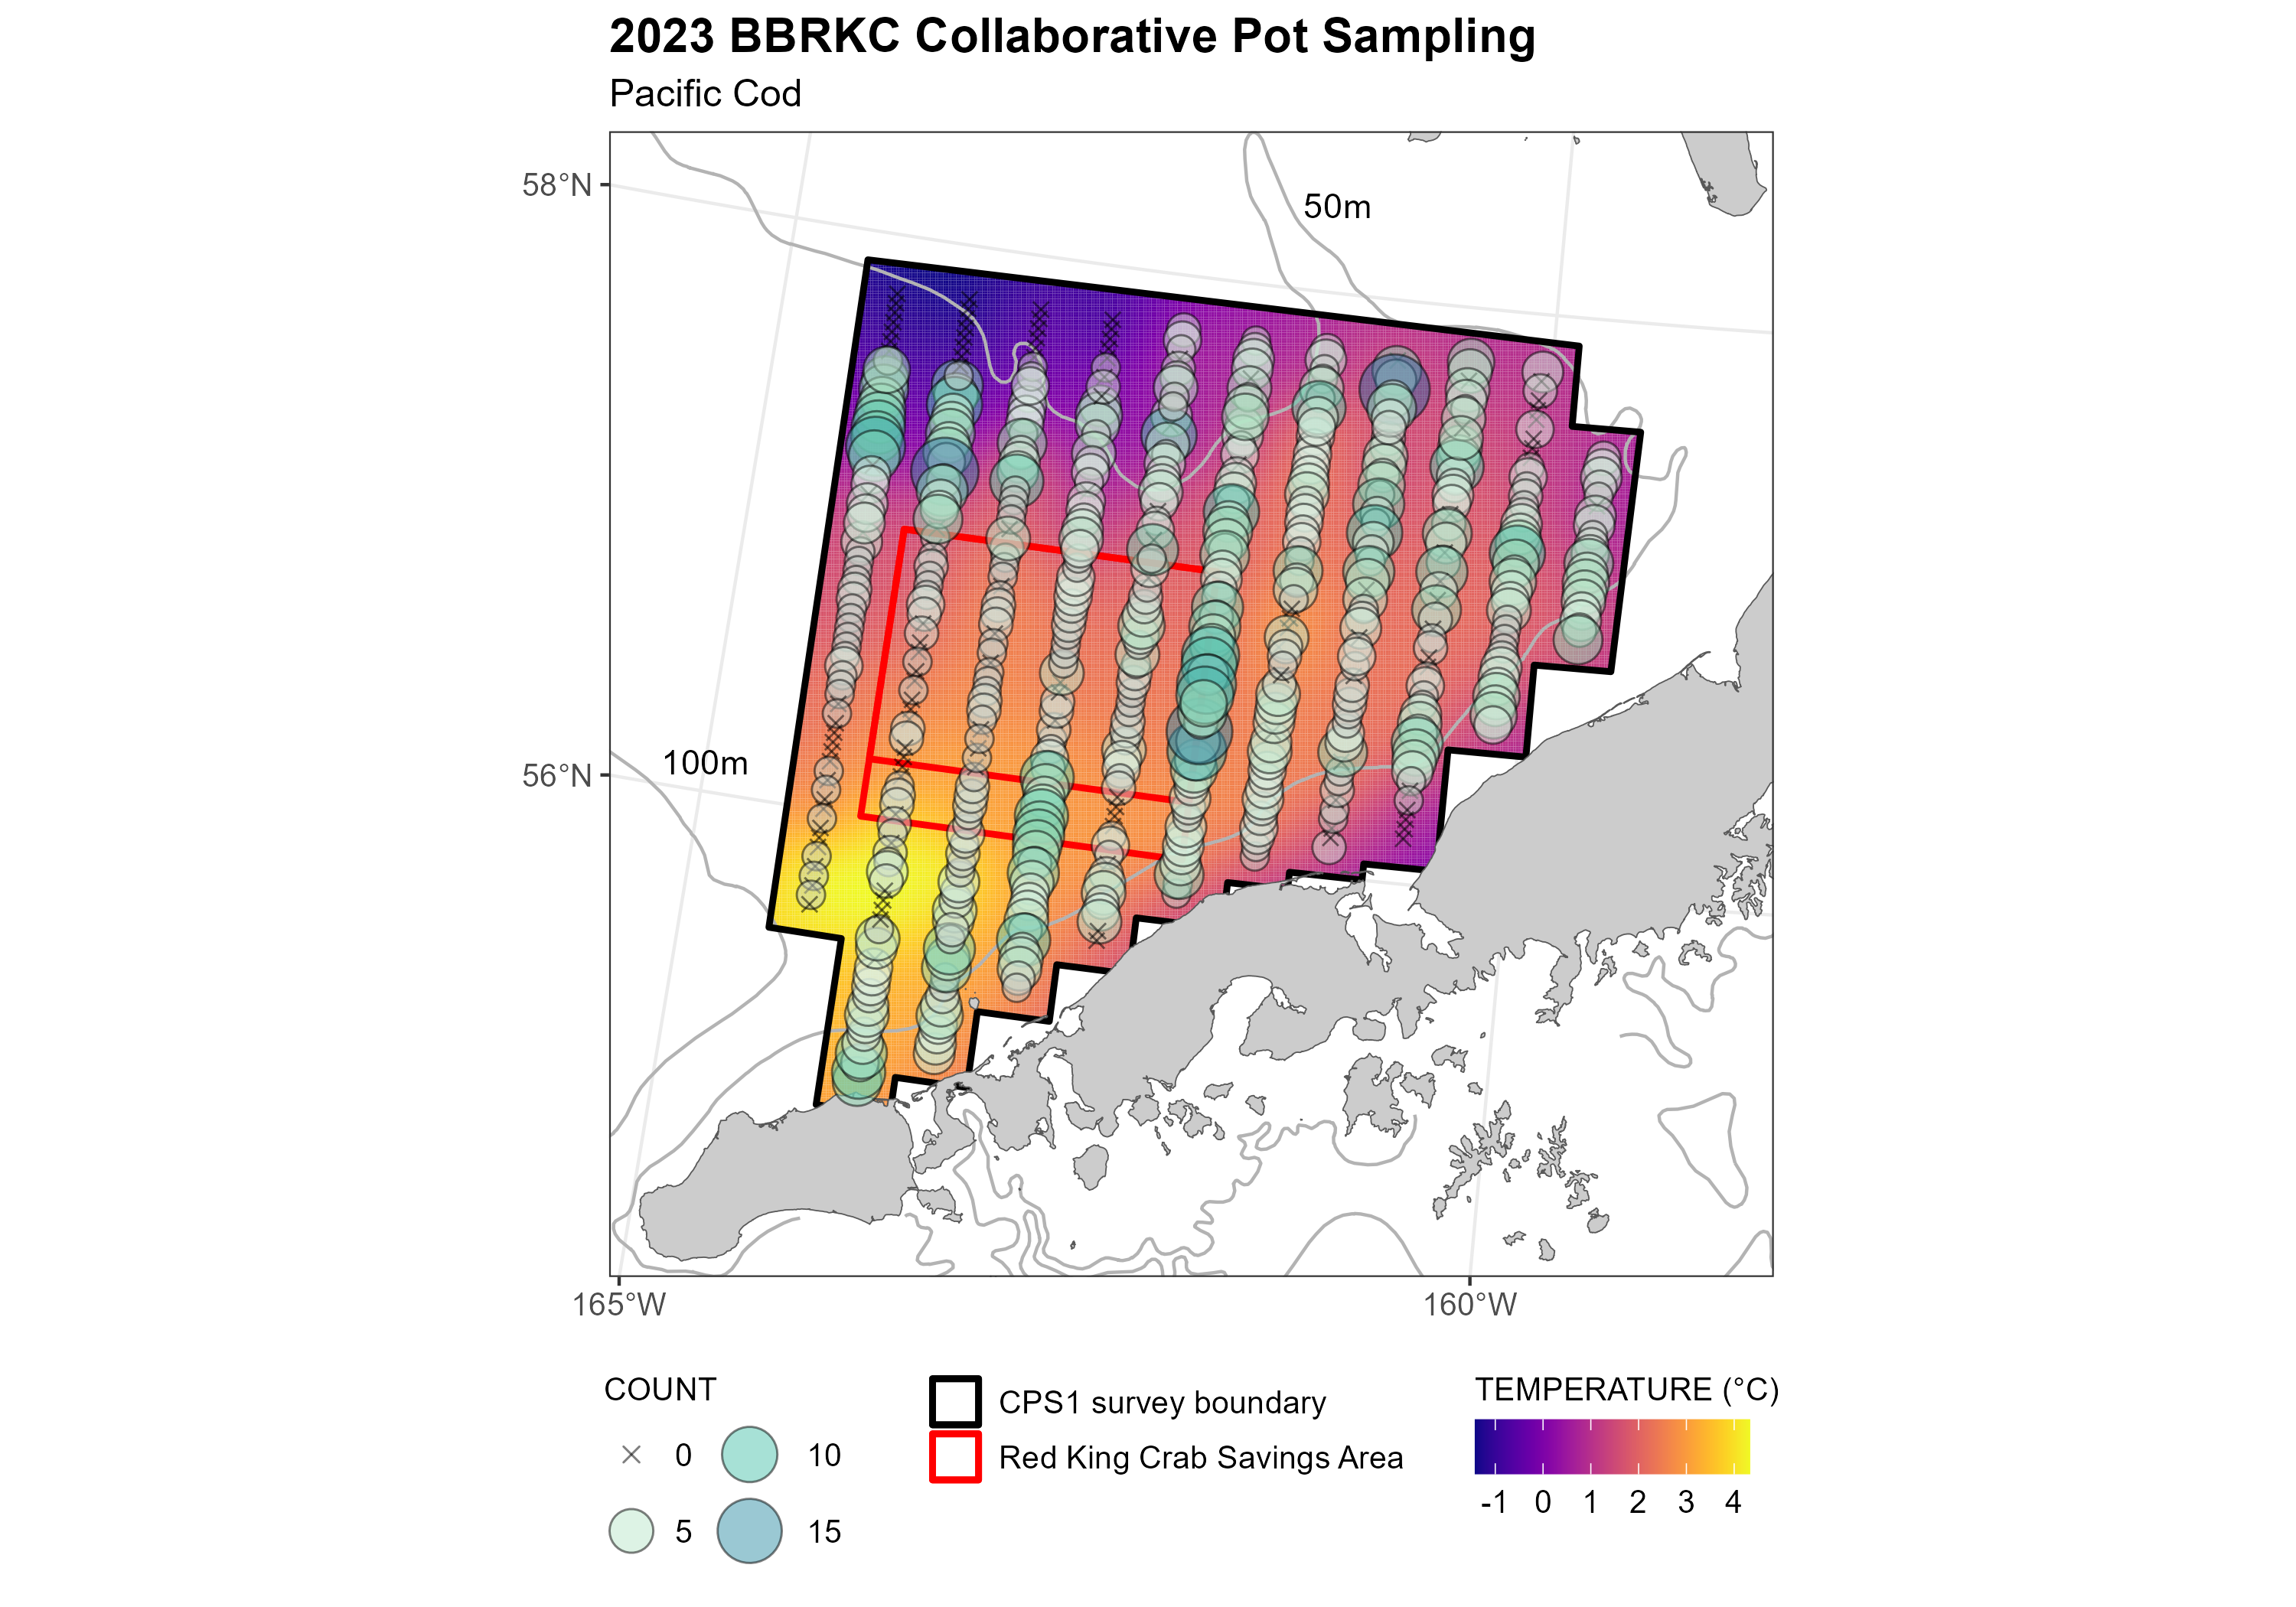 2023 BBRKC Collaborative Pot Sampling
Pacific Cod
58°N
50m
56°N
100m
165°W
160°W
COUNT
0
10
5
15
CPS1 survey boundary
Red King Crab Savings Area
TEMPERATURE (°C)
-1 0 1 2 3 4